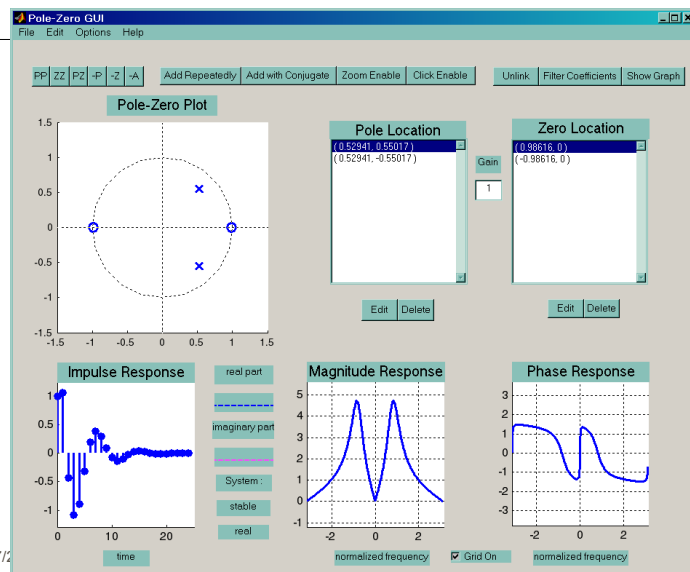 Pole-Zero GUI
File Edit Options Help
PP ZZ PZ -P -Z -A Add Repeatedly Add with Conjugate Zoom Enable Click Enable Unlink Filter Coefficients Show Graph
Pole-Zero Plot
1.5
1
0.5
0
-0.5
-1
-1.5
-1.5 -1 -0.5 0 0.5 1 1.5
Pole Location
( 0.52941, 0.55017 )
( 0.52941, -0.55017 )
Edit Delete
Gain
1
Zero Location
( 0.98616, 0 )
( -0.98616, 0 )
Edit Delete
Impulse Response
1
0.5
0
-0.5
-1
0 10 20
time
real part
imaginary part
System :
stable
real
Magnitude Response
5
4
3
2
1
0
-1
-2 0 2
normalized frequency
Grid On
Phase Response
3
2
1
0
-1
-2
-3
-2 0 2
normalized frequency